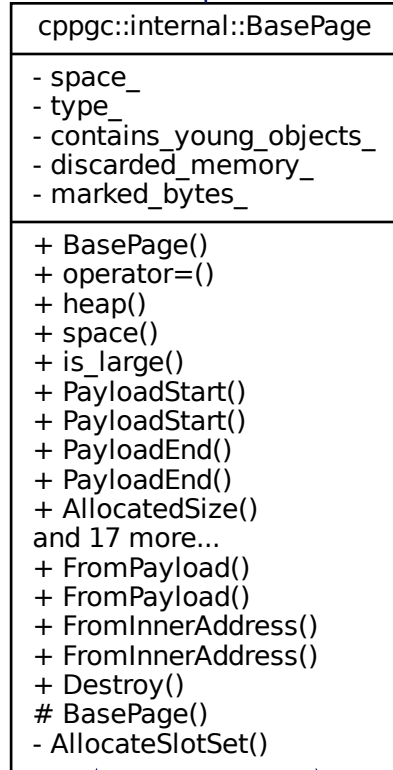 cppgc::internal::BasePage
- space_
- type_
- contains_young_objects_
- discarded_memory_
- marked_bytes_
+ BasePage()
+ operator=()
+ heap()
+ space()
+ is_large()
+ PayloadStart()
+ PayloadStart()
+ PayloadEnd()
+ PayloadEnd()
+ AllocatedSize()
and 17 more...
+ FromPayload()
+ FromPayload()
+ FromInnerAddress()
+ FromInnerAddress()
+ Destroy()
# BasePage()
- AllocateSlotSet()